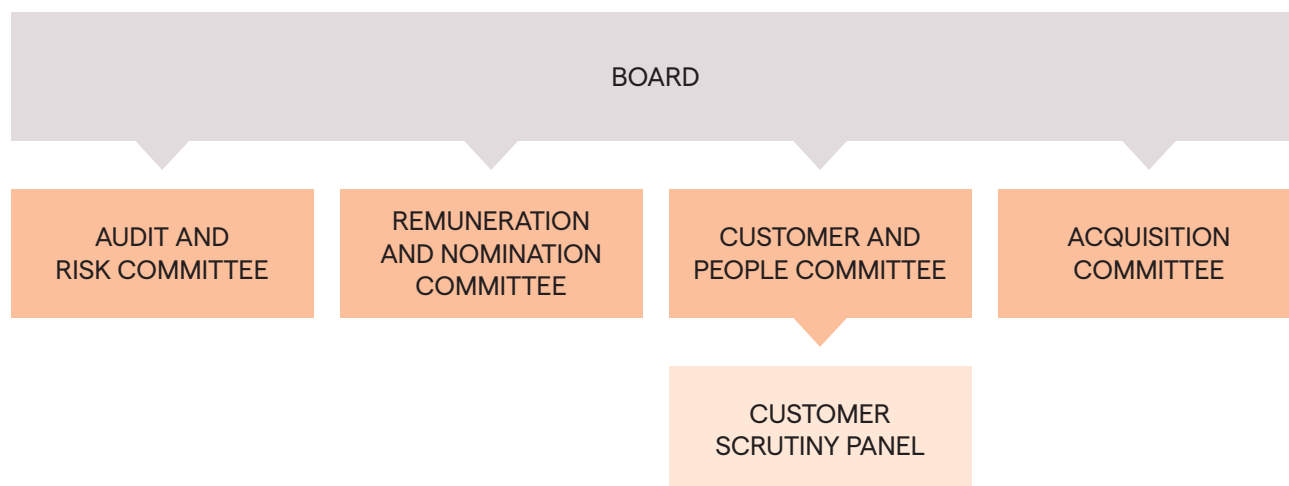 BOARD
AUDIT AND
RISK COMMITTEE
REMUNERATION
AND NOMINATION
COMMITTEE
CUSTOMER AND
PEOPLE COMMITTEE
ACQUISITION
COMMITTEE
CUSTOMER
SCRUTINY PANEL